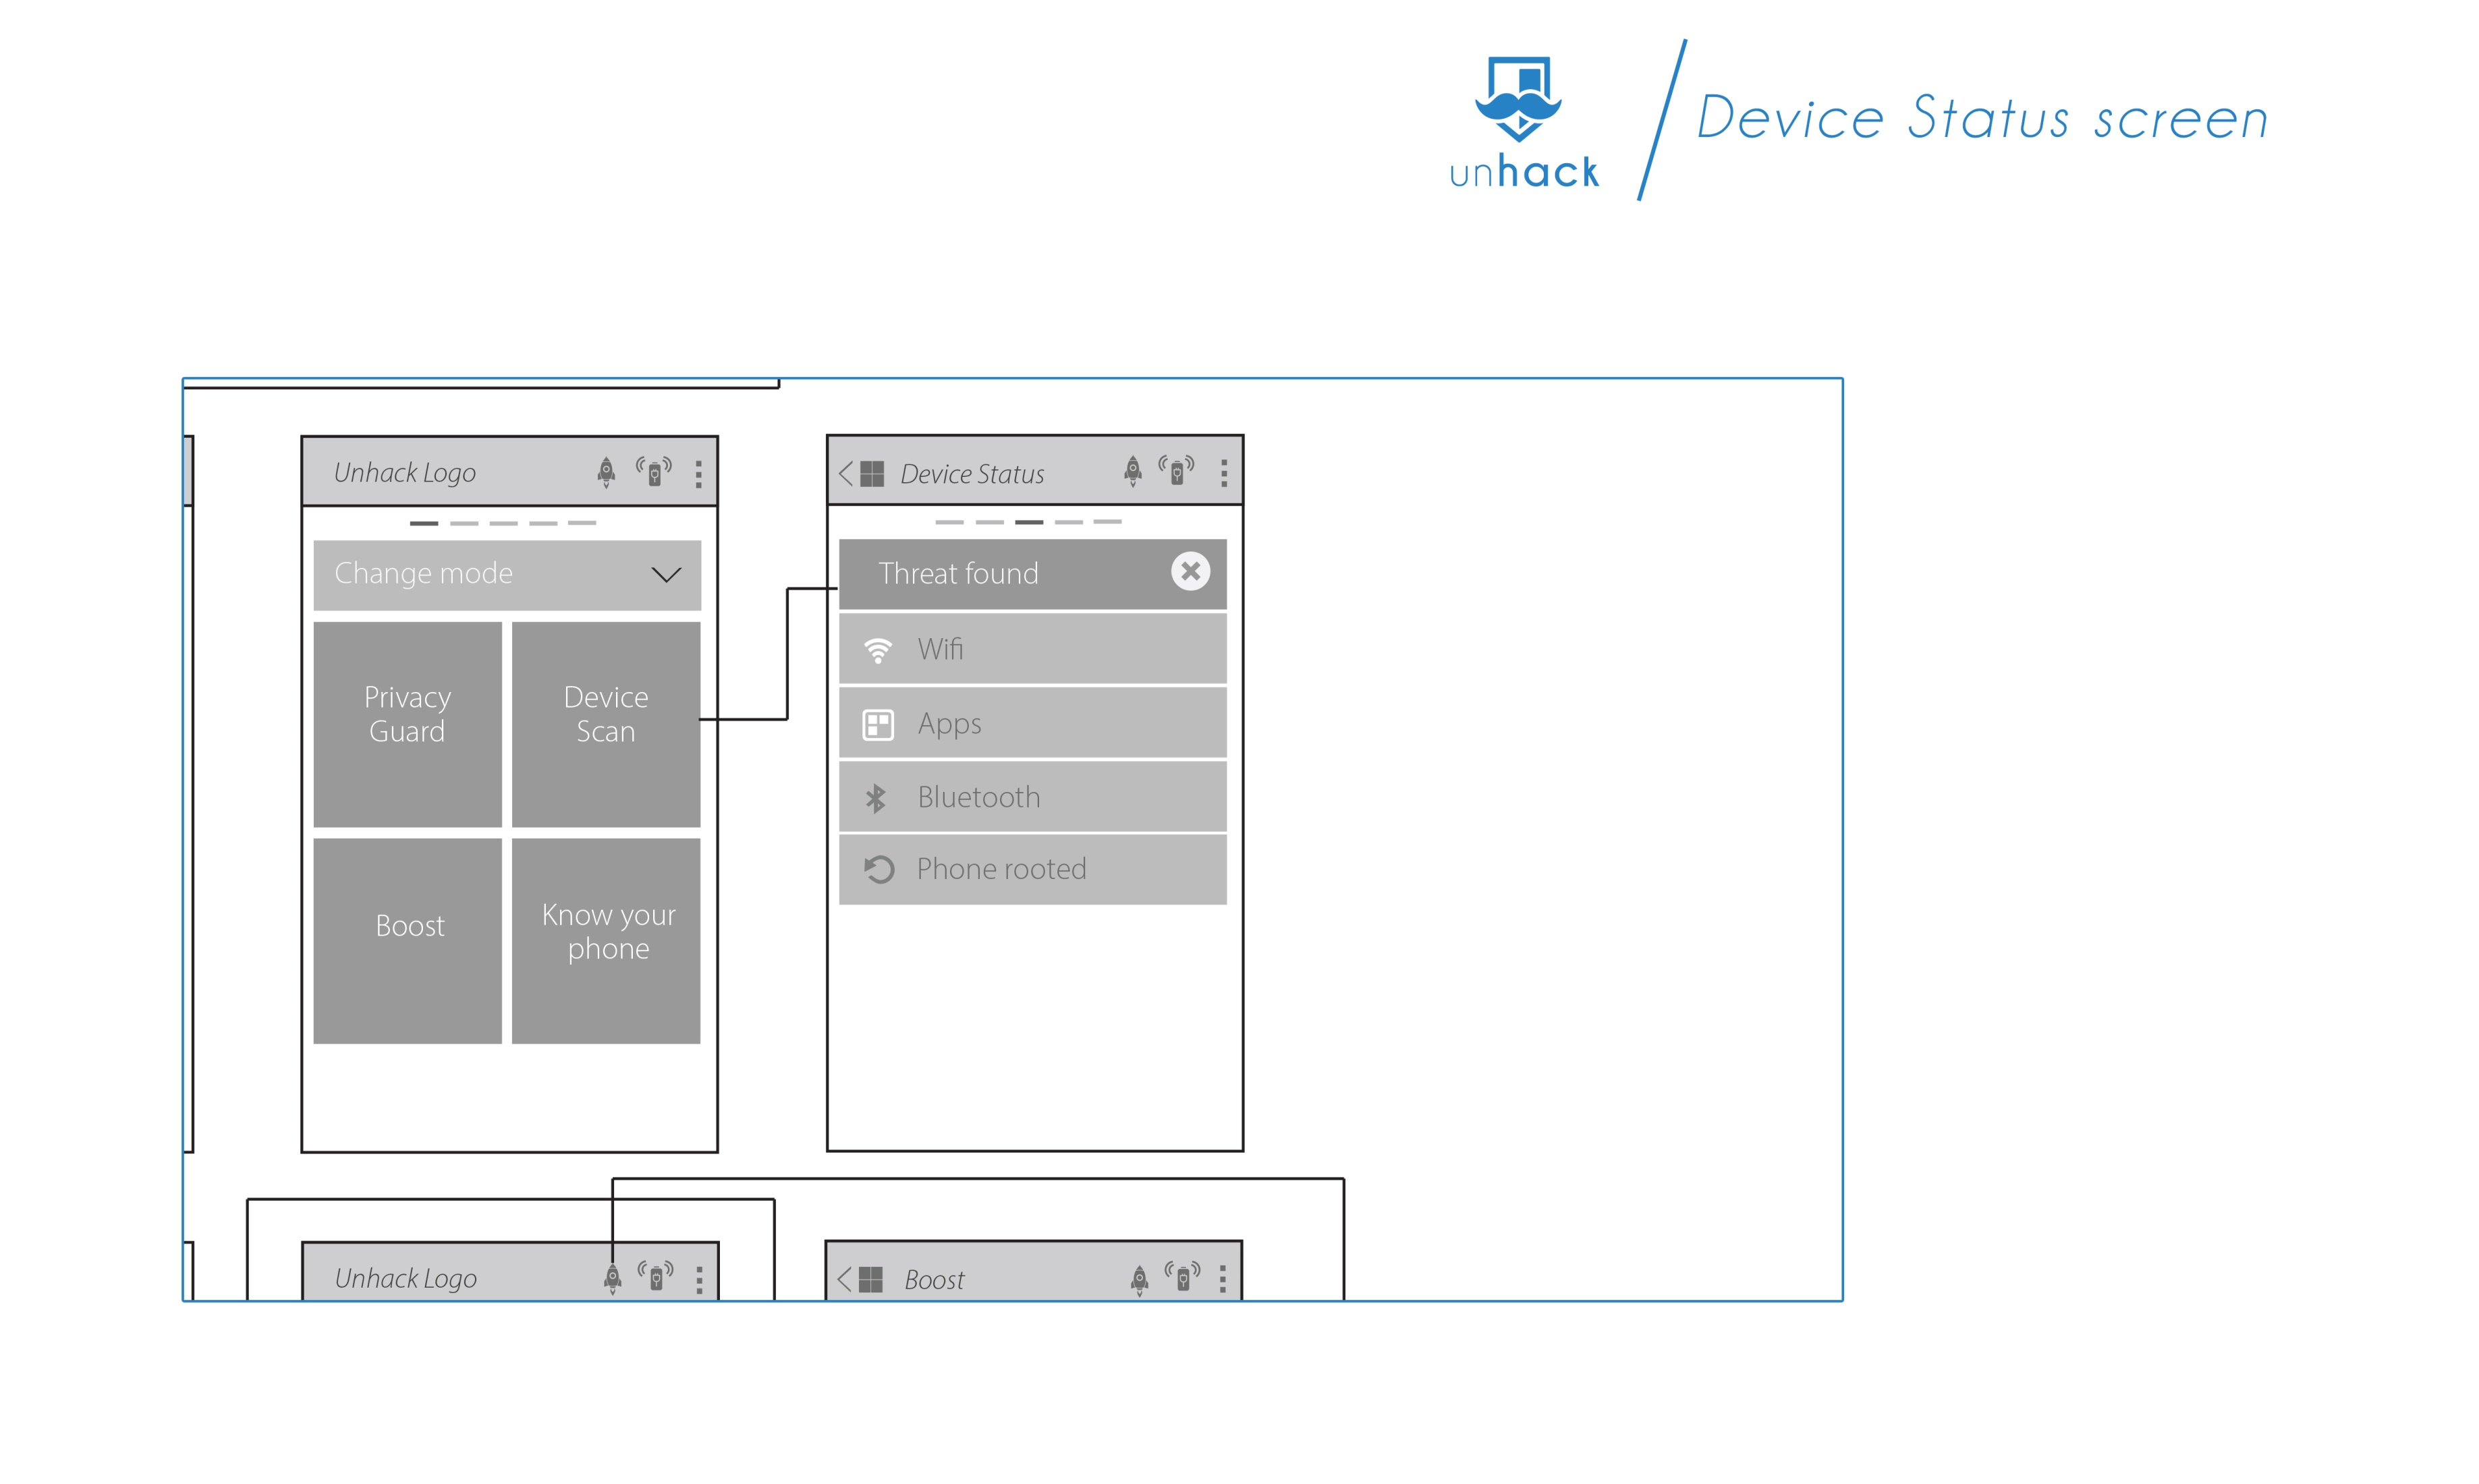 unhack
Device Status screen
Unhack Logo
Change mode
Privacy
Guard
Device
Scan
Boost
Know your
phone
Device Status
Threat found
Wifi
Apps
Bluetooth
Phone rooted
Unhack Logo
Boost